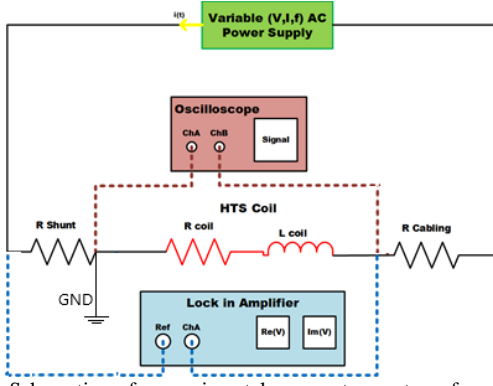 i(t)
Variable (V,I,f) AC
Power Supply
Oscilloscope
ChA
ChB
Signal
HTS Coil
R Shunt
R coil
L coil
R Cabling
GND
Lock in Amplifier
Ref
ChA
Re(V)
Im(V)